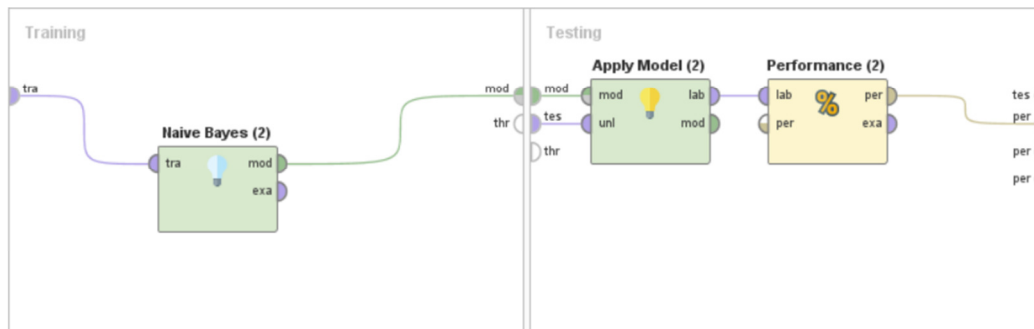 Training
tra
Naive Bayes (2)
tra
mod
exa
mod
thr
Testing
mod
tes
thr
Apply Model (2)
mod
lab
unl
mod
Performance (2)
lab
per
per
exa
%
tes
per
per
per